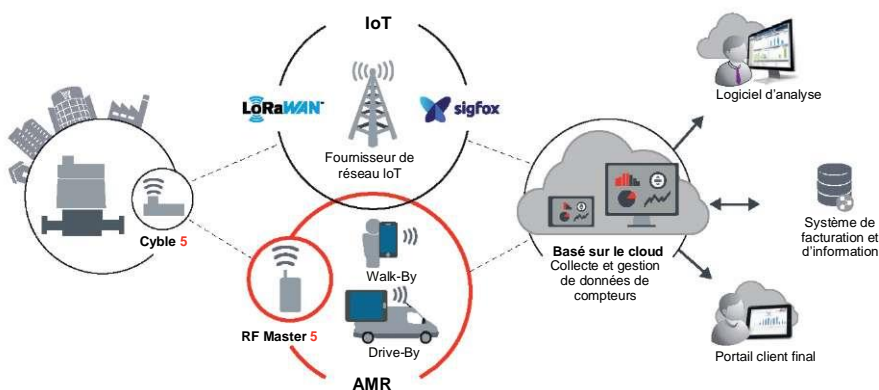 IoT
LoRaWAN
sigfox
Fournisseur de
réseau IoT
Cyble 5
Walk-By
RF Master 5
Drive-By
AMR
Basé sur le cloud
Collecte et gestion
de données de
compteurs
Logiciel d'analyse
Système de
facturation et
d'information
Portail client final